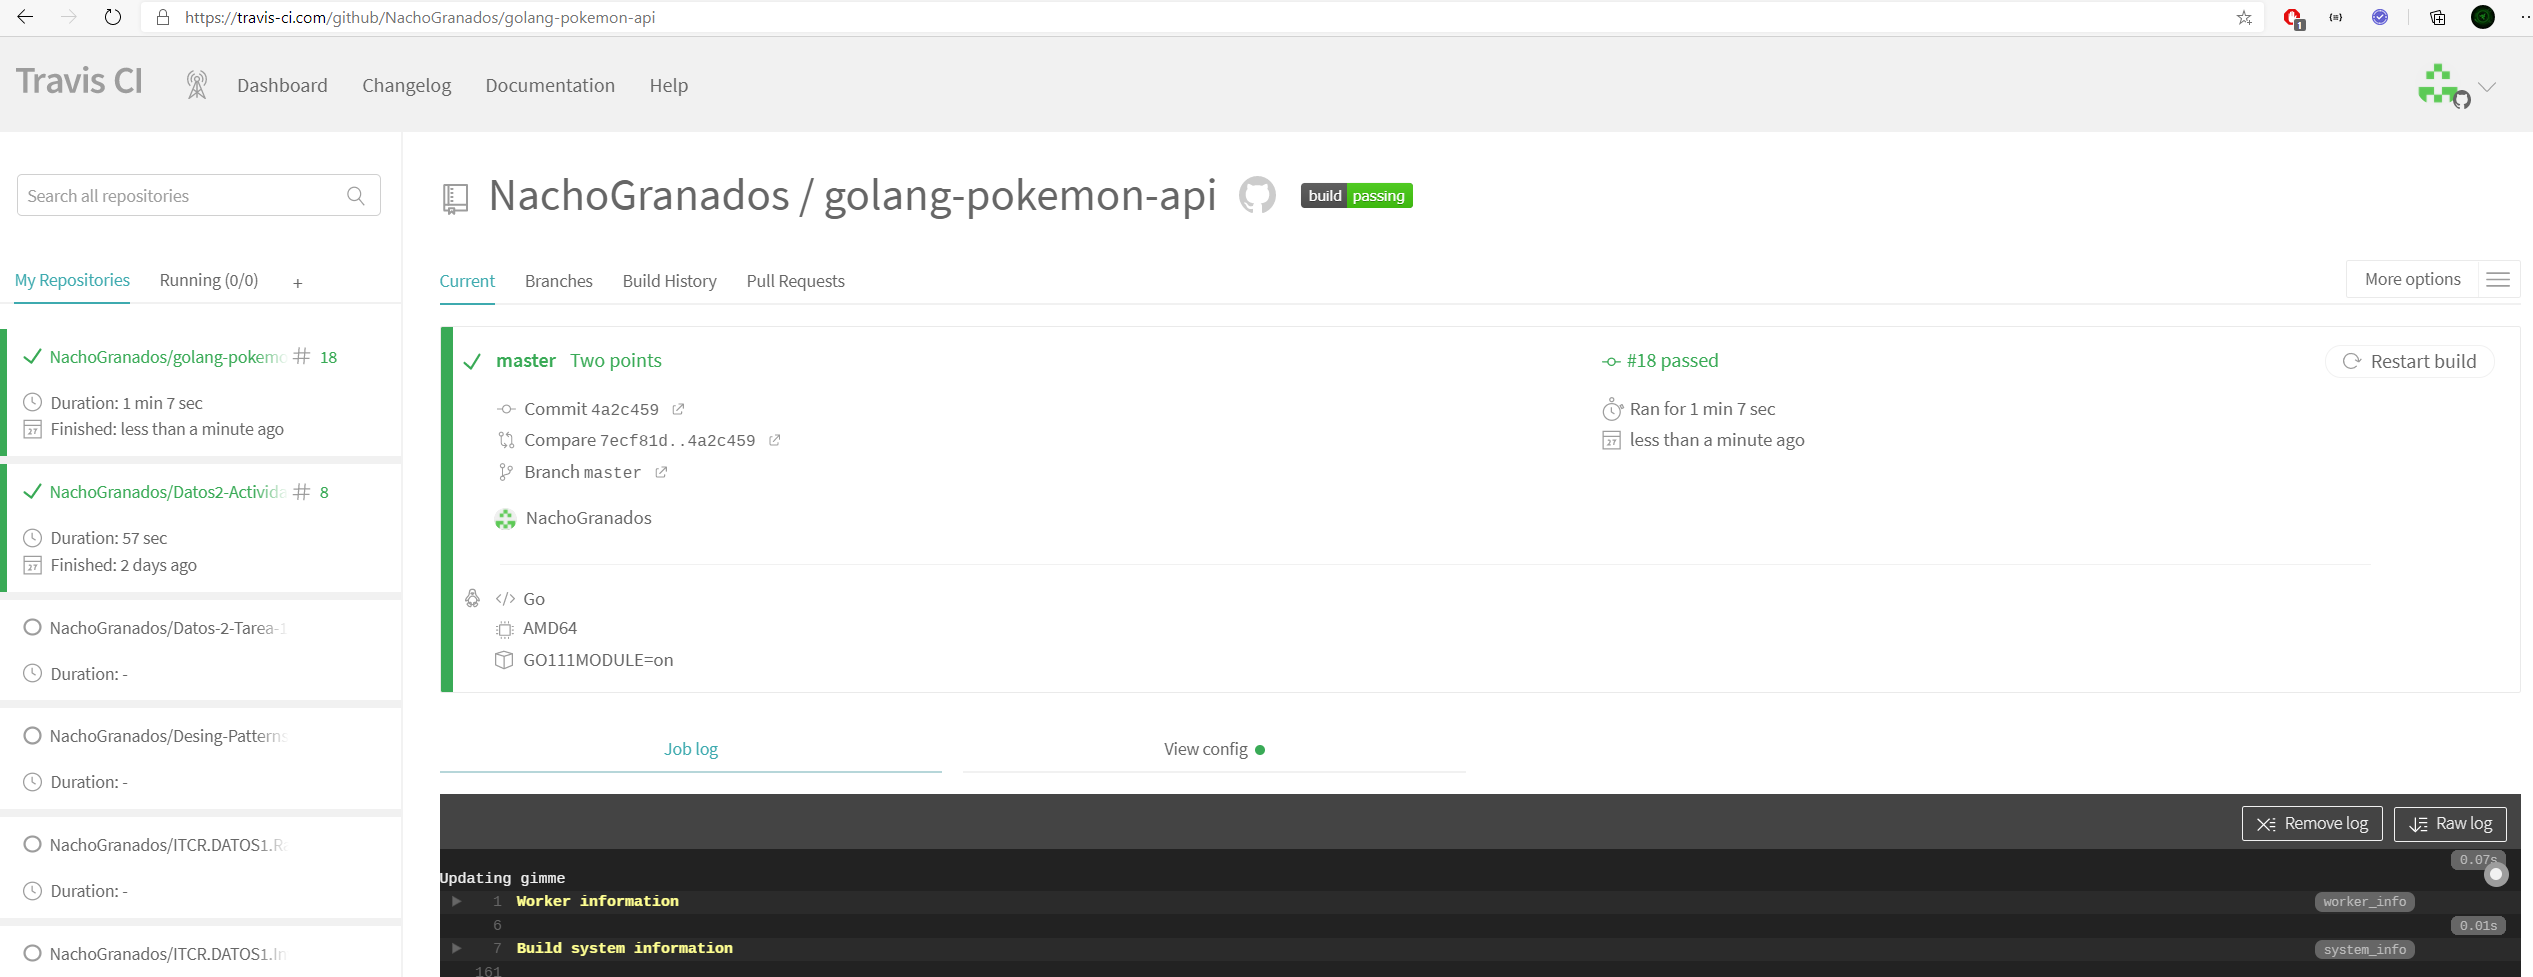 https://travis-ci.com/github/NachoGranados/golang-pokemon-api
1
Travis CI
Dashboard Changelog Documentation Help
Search all repositories
My Repositories Running (0/0) +
NachoGranados/golang-pokemo # 18
Duration: 1 min 7 sec
Finished: less than a minute ago
NachoGranados/Datos2-Activida # 8
Duration: 57 sec
Finished: 2 days ago
NachoGranados/Datos-2-Tarea-1
Duration: -
NachoGranados/Desing-Patterns
Duration: -
NachoGranados/ITCR.DATOS1.Ra
Duration: -
NachoGranados/ITCR.DATOS1.In
NachoGranados / golang-pokemon-api build passing
Current Branches Build History Pull Requests
More options
master Two points
#18 passed
Restart build
Commit 4a2c459
Ran for 1 min 7 sec
Compare 7ecf81d..4a2c459
less than a minute ago
Branch master
NachoGranados
</> Go
AMD64
GO111MODULE=on
Job log View config
Remove log Raw log
0.07s
Updating gimme
1 Worker information worker_info
6 0.01s
7 Build system information system_info
161